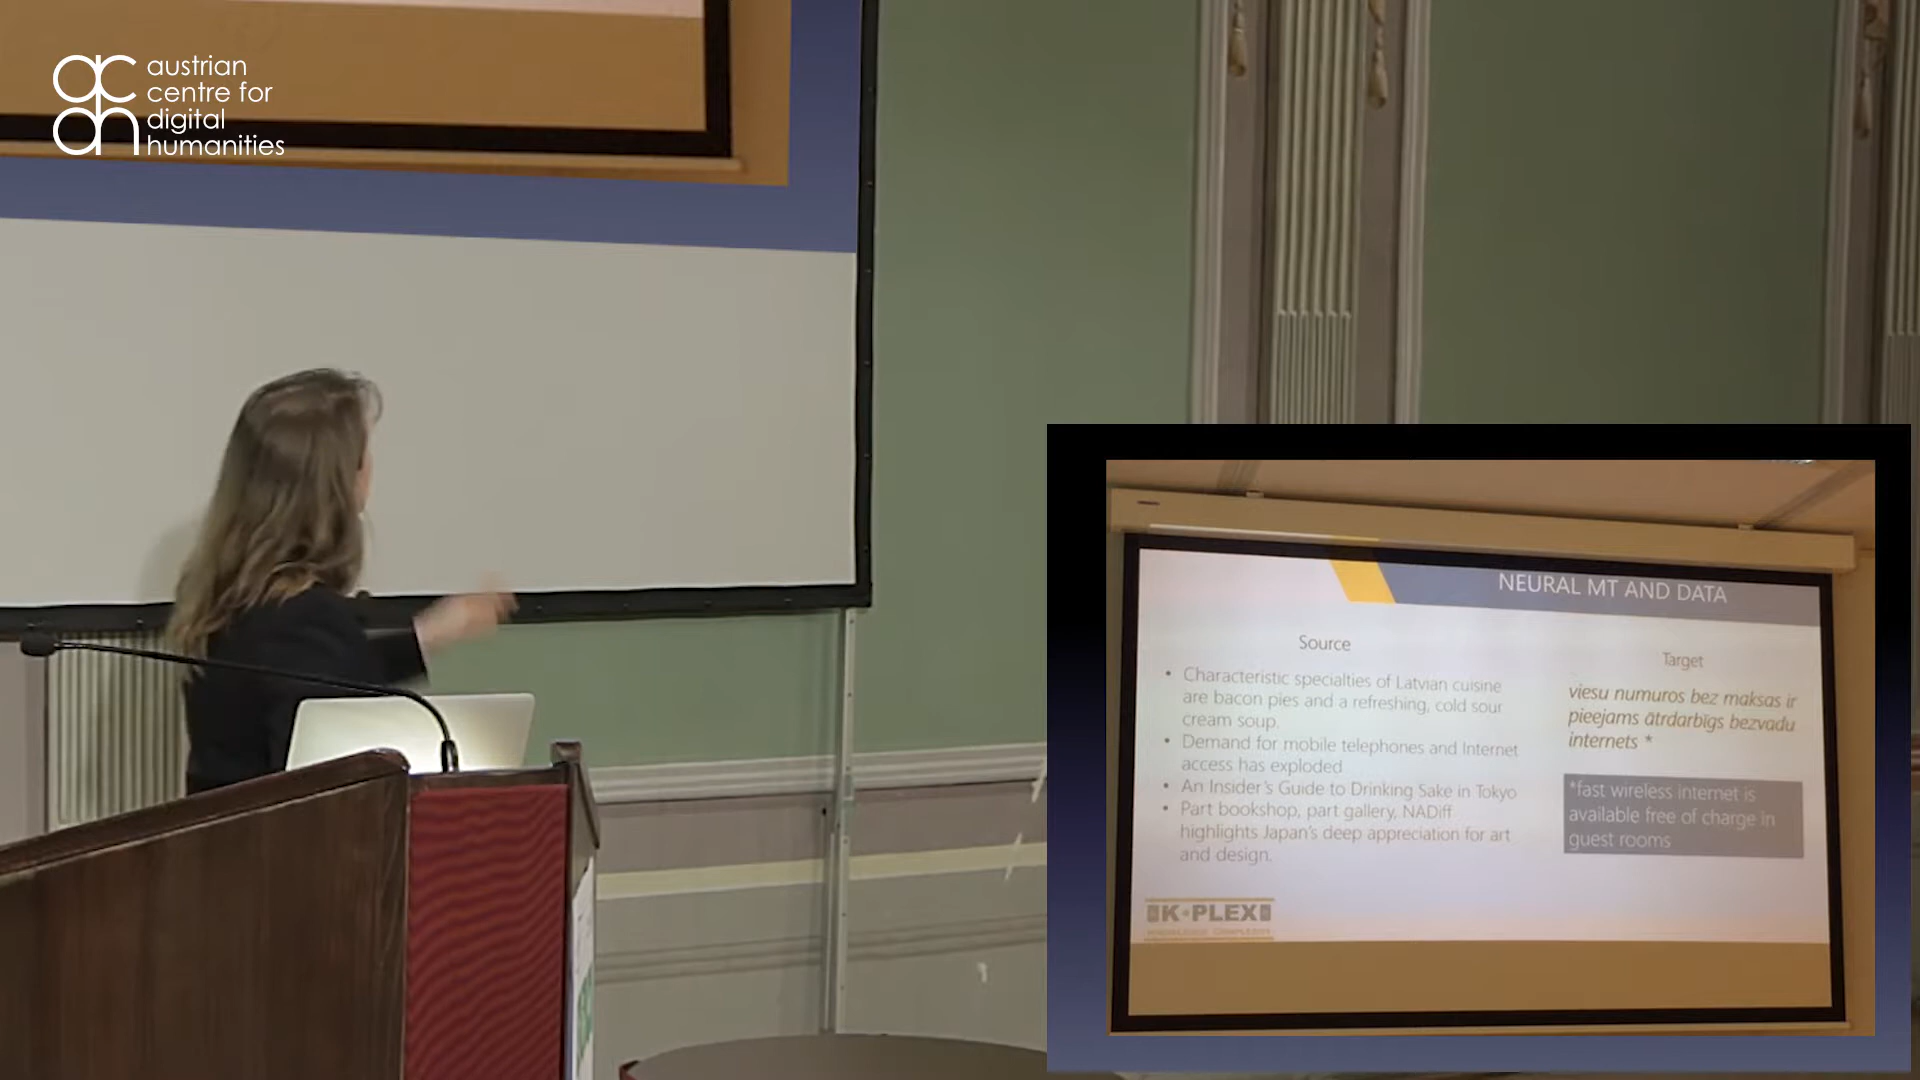 austrian
centre for
digital
humanities
NEURAL MT AND DATA
Source
• Characteristic specialties of Latvian cuisine
are bacon pies and a refreshing, cold sour
cream soup.
• Demand for mobile telephones and Internet
access has exploded
• An Insider's Guide to Drinking Sake in Tokyo
• Part bookshop, part gallery, NADiff
highlights Japan's deep appreciation for art
and design.
Target
viesu numuros bez maksas ir
pieejams ātrdarbīgs bezvadu
internets *
*fast wireless internet is
available free of charge in
guest rooms
K-PLEX